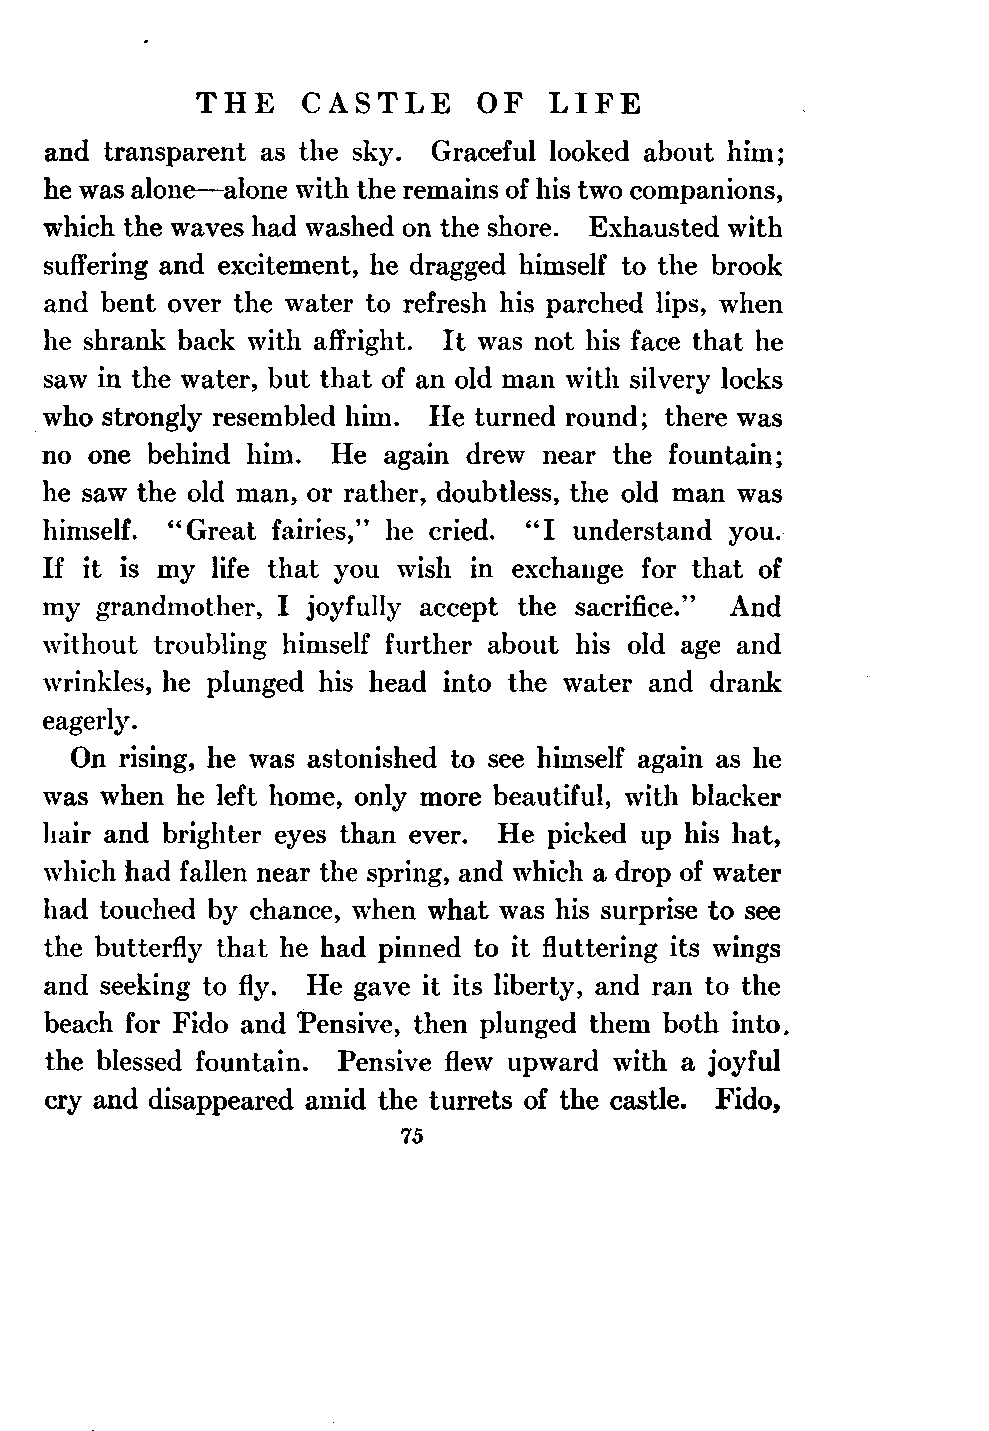 THE CASTLE OF LIFE
and transparent as the sky. Graceful looked about him;
he was alone—alone with the remains of his two companions,
which the waves had washed on the shore. Exhausted with
suffering and excitement, he dragged himself to the brook
and bent over the water to refresh his parched lips, when
he shrank back with affright. It was not his face that he
saw in the water, but that of an old man with silvery locks
who strongly resembled him. He turned round; there was
no one behind him. He again drew near the fountain;
he saw the old man, or rather, doubtless, the old man was
himself. "Great fairies," he cried. "I understand you.
If it is my life that you wish in exchange for that of
my grandmother, I joyfully accept the sacrifice." And
without troubling himself further about his old age and
wrinkles, he plunged his head into the water and drank
eagerly.
On rising, he was astonished to see himself again as he
was when he left home, only more beautiful, with blacker
hair and brighter eyes than ever. He picked up his hat,
which had fallen near the spring, and which a drop of water
had touched by chance, when what was his surprise to see
the butterfly that he had pinned to it fluttering its wings
and seeking to fly. He gave it its liberty, and ran to the
beach for Fido and Pensive, then plunged them both into
the blessed fountain. Pensive flew upward with a joyful
cry and disappeared amid the turrets of the castle. Fido,
75